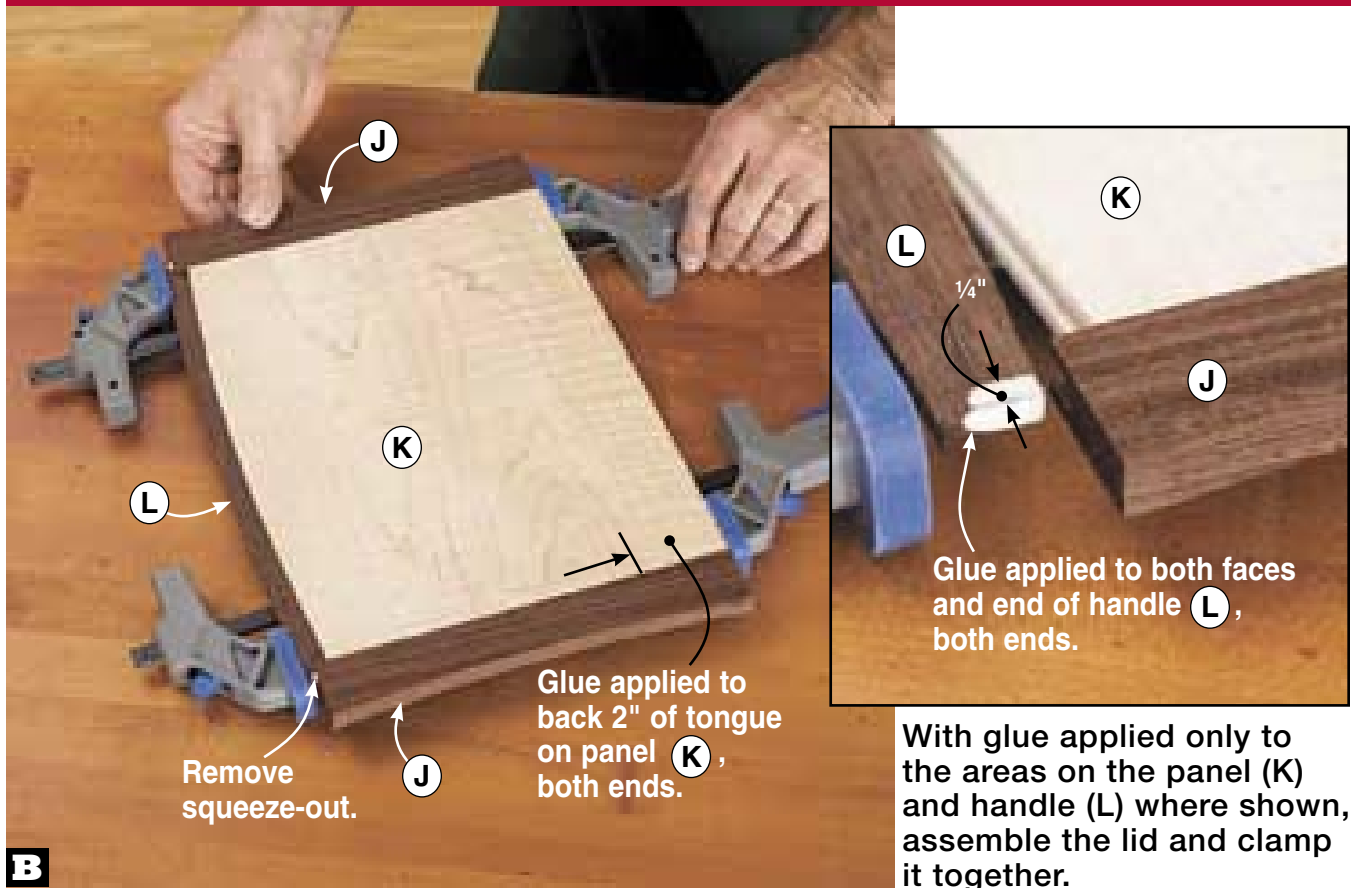 J
K
L
K
L
¼"
J
Glue applied to both faces
and end of handle L ,
both ends.
Glue applied to
back 2" of tongue
on panel K ,
both ends.
Remove
squeeze-out.
J
With glue applied only to
the areas on the panel (K)
and handle (L) where shown,
assemble the lid and clamp
it together.
B